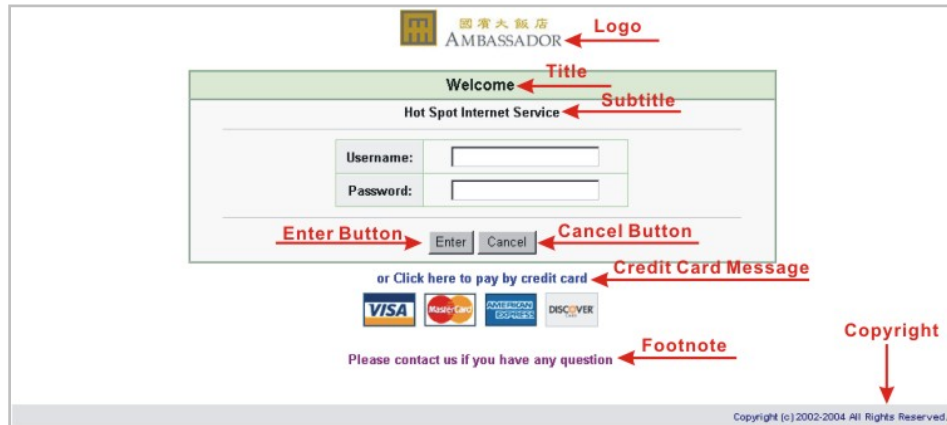 國賓大飯店
AMBASSADOR
Logo
Welcome
Title
Hot Spot Internet Service
Subtitle
Username:
Password:
Enter Button
Enter
Cancel
Cancel Button
or Click here to pay by credit card
Credit Card Message
VISA
MasterCard
AMERICAN EXPRESS
DISCOVER
Please contact us if you have any question
Footnote
Copyright
Copyright (c) 2002-2004 All Rights Reserved.